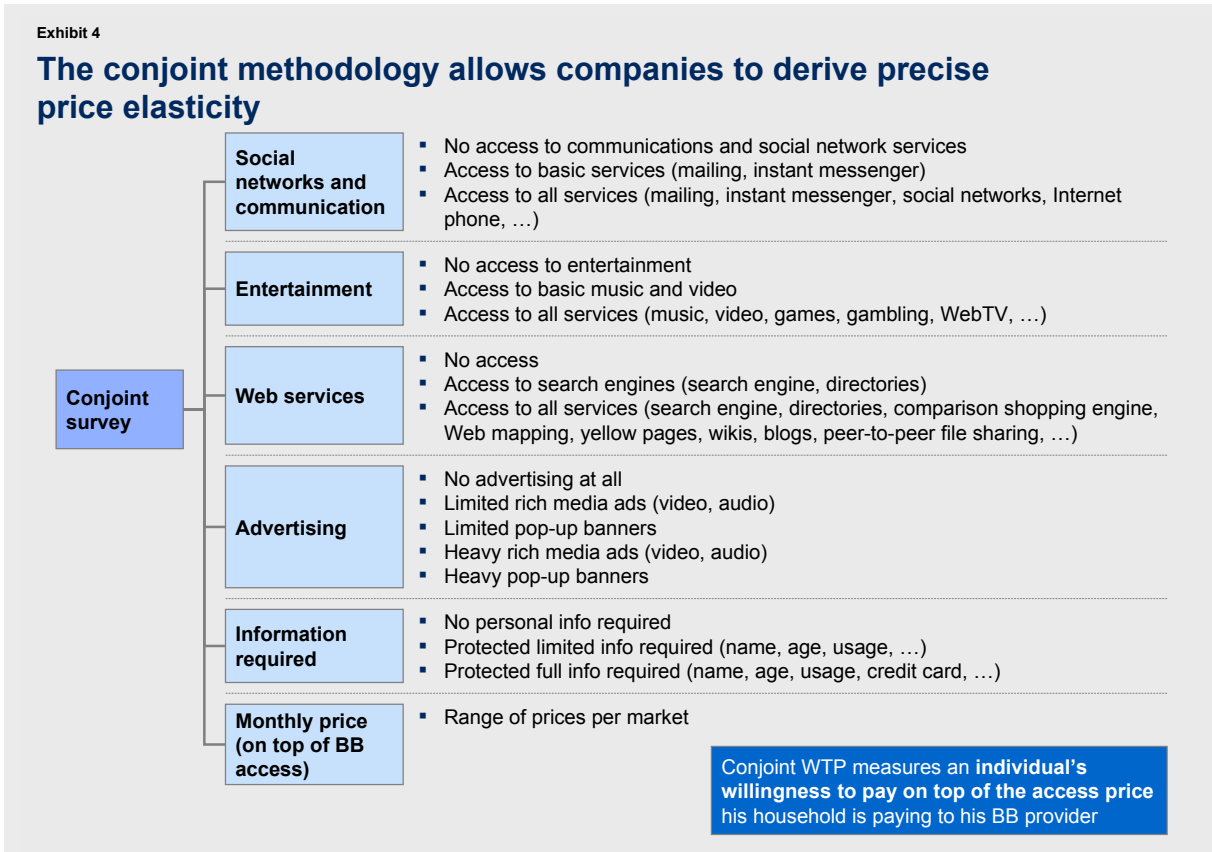 Exhibit 4
The conjoint methodology allows companies to derive precise
price elasticity
Conjoint
survey
Social
networks and
communication
▪ No access to communications and social network services
▪ Access to basic services (mailing, instant messenger)
▪ Access to all services (mailing, instant messenger, social networks, Internet
phone, …)
Entertainment
▪ No access to entertainment
▪ Access to basic music and video
▪ Access to all services (music, video, games, gambling, WebTV, …)
Web services
▪ No access
▪ Access to search engines (search engine, directories)
▪ Access to all services (search engine, directories, comparison shopping engine,
Web mapping, yellow pages, wikis, blogs, peer-to-peer file sharing, …)
Advertising
▪ No advertising at all
▪ Limited rich media ads (video, audio)
▪ Limited pop-up banners
▪ Heavy rich media ads (video, audio)
▪ Heavy pop-up banners
Information
required
▪ No personal info required
▪ Protected limited info required (name, age, usage, …)
▪ Protected full info required (name, age, usage, credit card, …)
Monthly price
(on top of BB
access)
▪ Range of prices per market
Conjoint WTP measures an individual's
willingness to pay on top of the access price
his household is paying to his BB provider